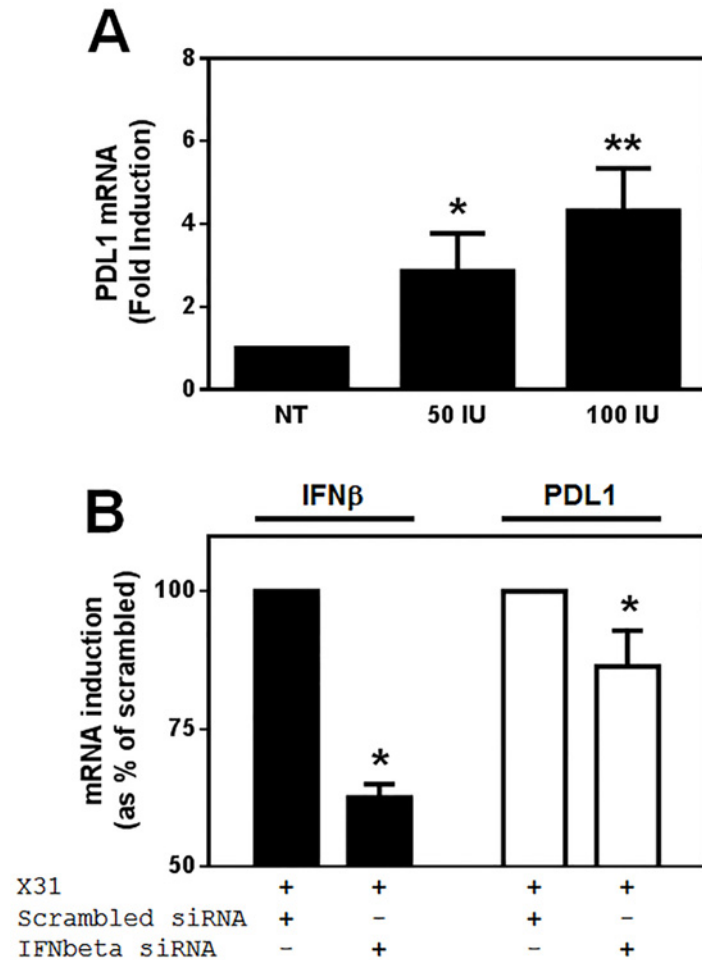 A
PDL1 mRNA
(Fold Induction)
8
6
4
2
0
*
**
NT 50 IU 100 IU
B
IFNβ PDL1
mRNA induction
(as % of scrambled)
100
75
50
*
*
X31 + + + +
Scrambled siRNA + - + -
IFNbeta siRNA - + - +